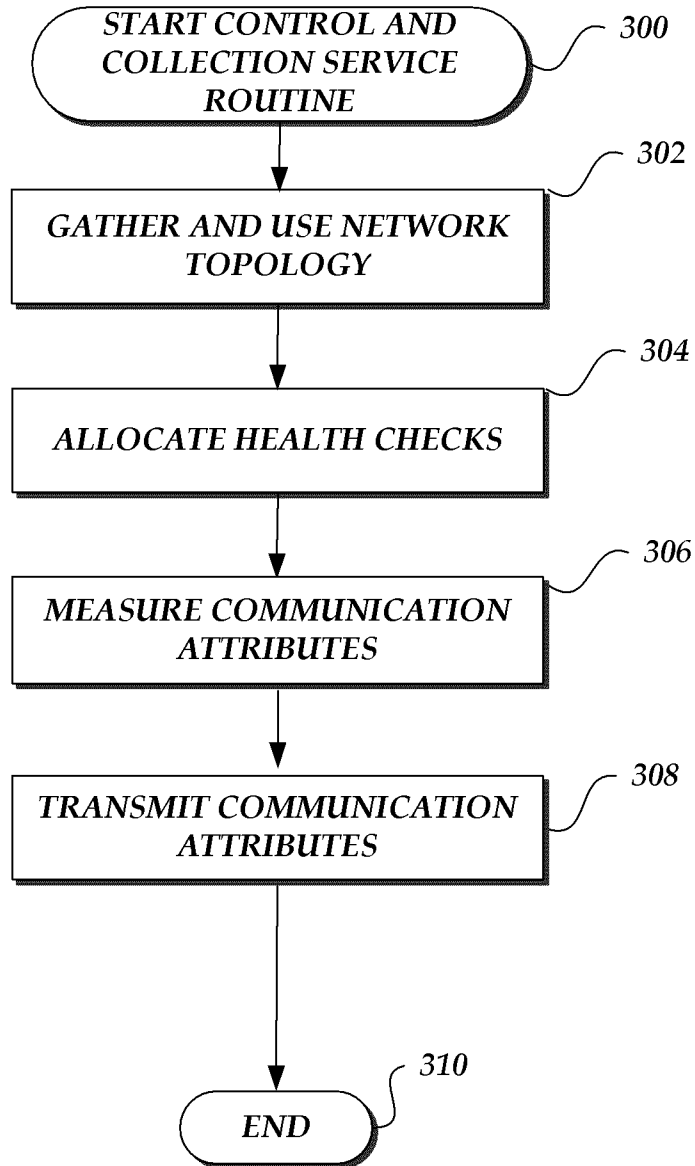 START CONTROL AND
COLLECTION SERVICE
ROUTINE
300
302
GATHER AND USE NETWORK
TOPOLOGY
304
ALLOCATE HEALTH CHECKS
306
MEASURE COMMUNICATION
ATTRIBUTES
308
TRANSMIT COMMUNICATION
ATTRIBUTES
310
END